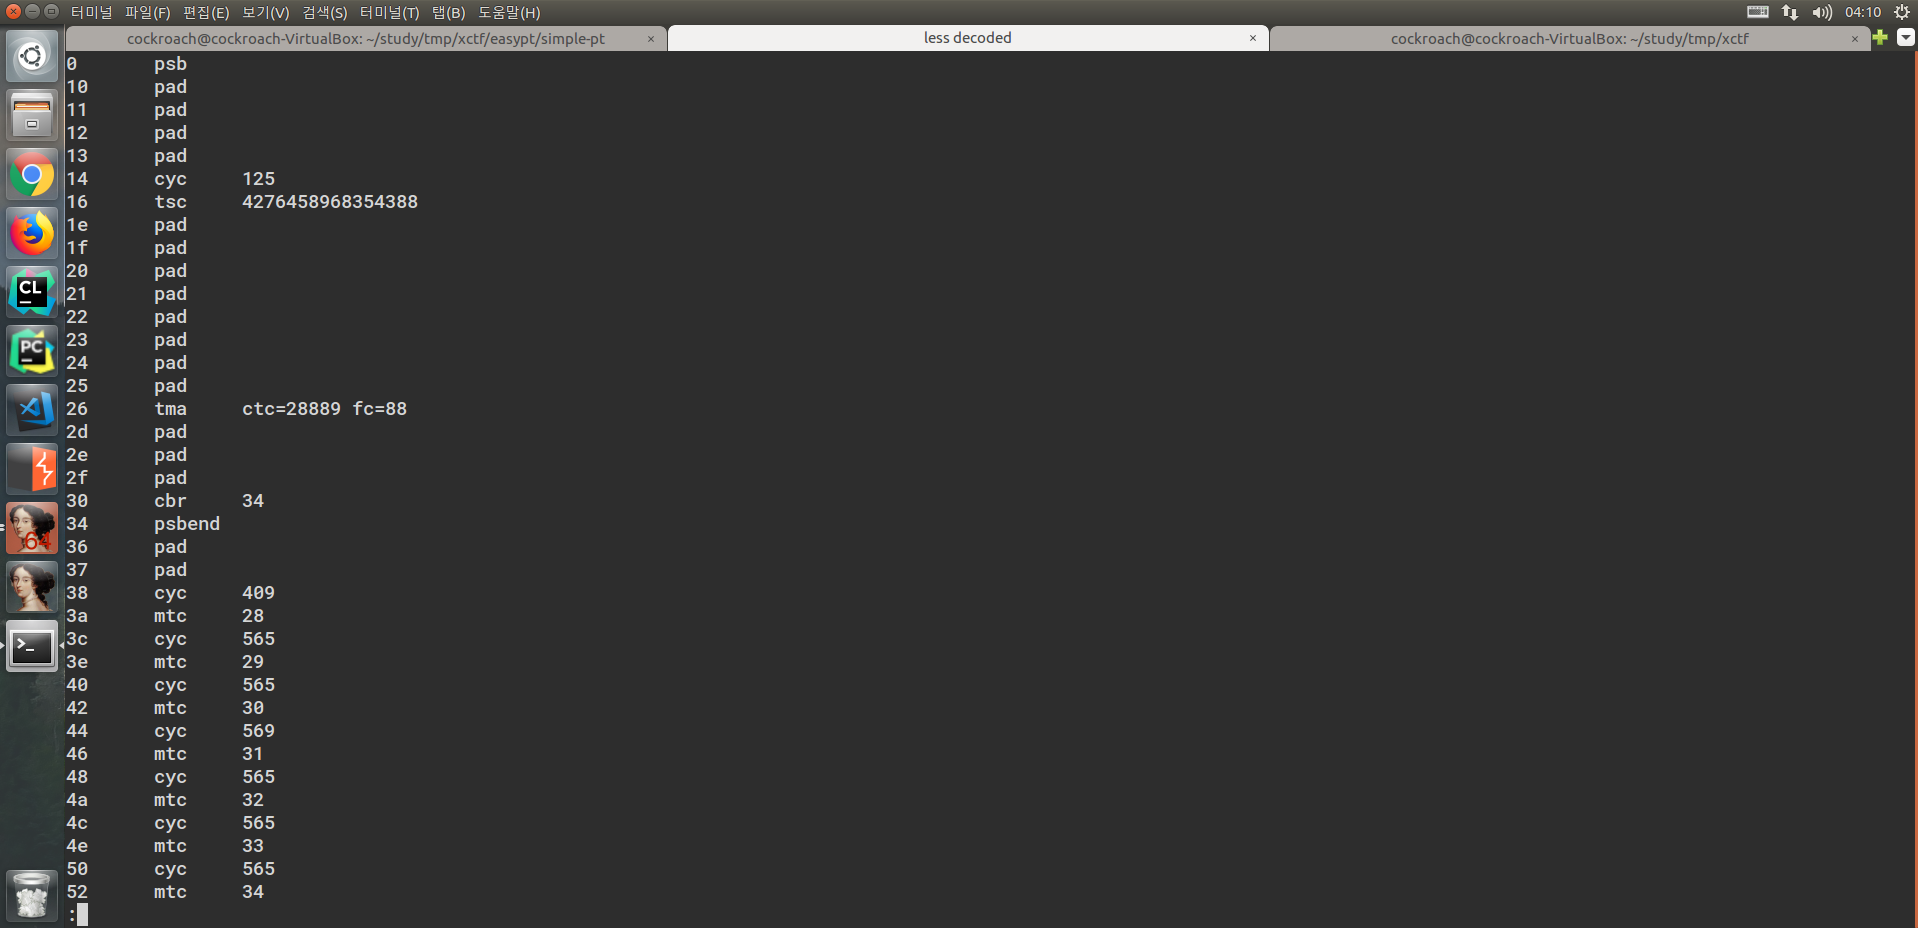 터미널 파일(F) 편집(E) 보기(V) 검색(S) 터미널(T) 탭(B) 도움말(H) 04:10
cockroach@cockroach-VirtualBox: ~/study/tmp/xctf/easypt/simple-pt × less decoded × cockroach@cockroach-VirtualBox: ~/study/tmp/xctf ×
0 psb
10 pad
11 pad
12 pad
13 pad
14 cyc 125
16 tsc 4276458968354388
1e pad
1f pad
20 pad
21 pad
22 pad
23 pad
24 pad
25 pad
26 tma ctc=28889 fc=88
2d pad
2e pad
2f pad
30 cbr 34
34 psbend
36 pad
37 pad
38 cyc 409
3a mtc 28
3c cyc 565
3e mtc 29
40 cyc 565
42 mtc 30
44 cyc 569
46 mtc 31
48 cyc 565
4a mtc 32
4c cyc 565
4e mtc 33
50 cyc 565
52 mtc 34
:
CL
PC
64
>_